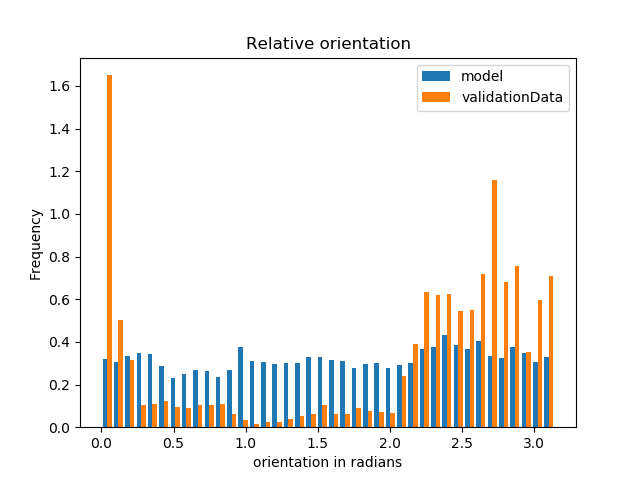 Relative orientation
model
validationData
Frequency
1.6
1.4
1.2
1.0
0.8
0.6
0.4
0.2
0.0
0.0 0.5 1.0 1.5 2.0 2.5 3.0
orientation in radians